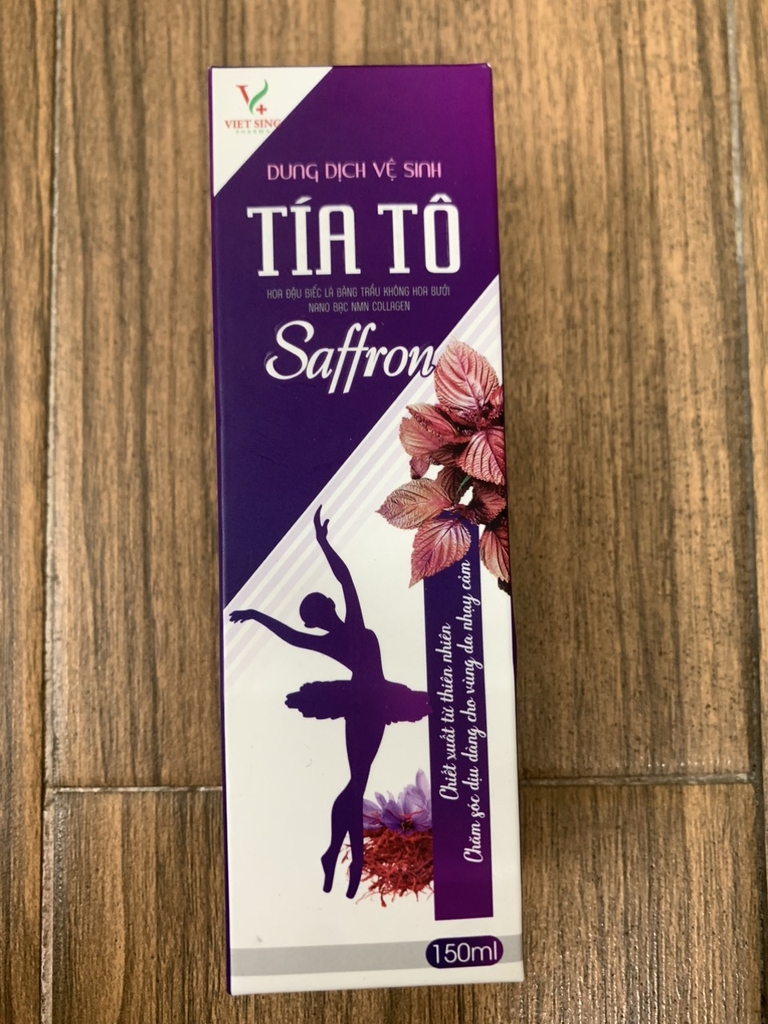 VIET SING
PHARMA
DUNG DỊCH VỆ SINH
TÍA TÔ
HOA ĐẬU BIẾC LÁ BÀNG TRẦU KHÔNG HOA BƯỞI
NANO BẠC NMN COLLAGEN
Saffron
Chiết xuất từ thiên nhiên
Chăm sóc dịu dàng cho vùng da nhạy cảm
150ml